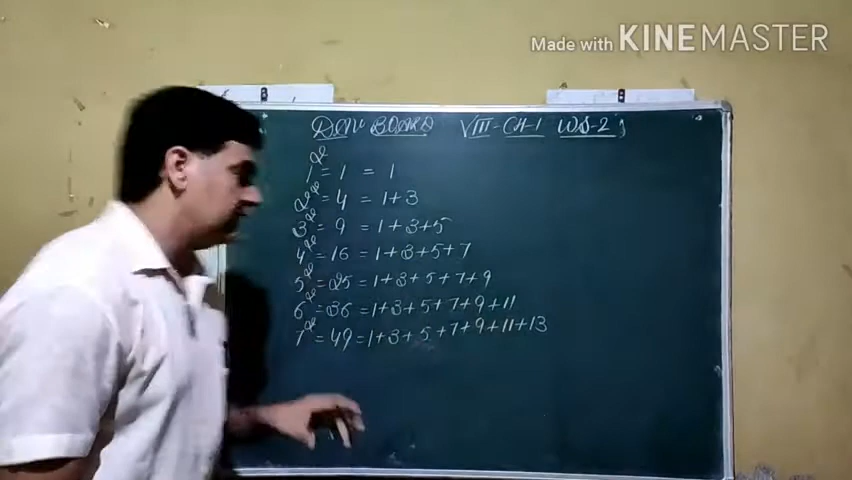 Made with KINEMASTER
DAV BOARD VIII-CH-1 WS-2
1² = 1 = 1
2² = 4 = 1+3
3² = 9 = 1+3+5
4² = 16 = 1+3+5+7
5² = 25 = 1+3+5+7+9
6² = 36 = 1+3+5+7+9+11
7² = 49 = 1+3+5+7+9+11+13